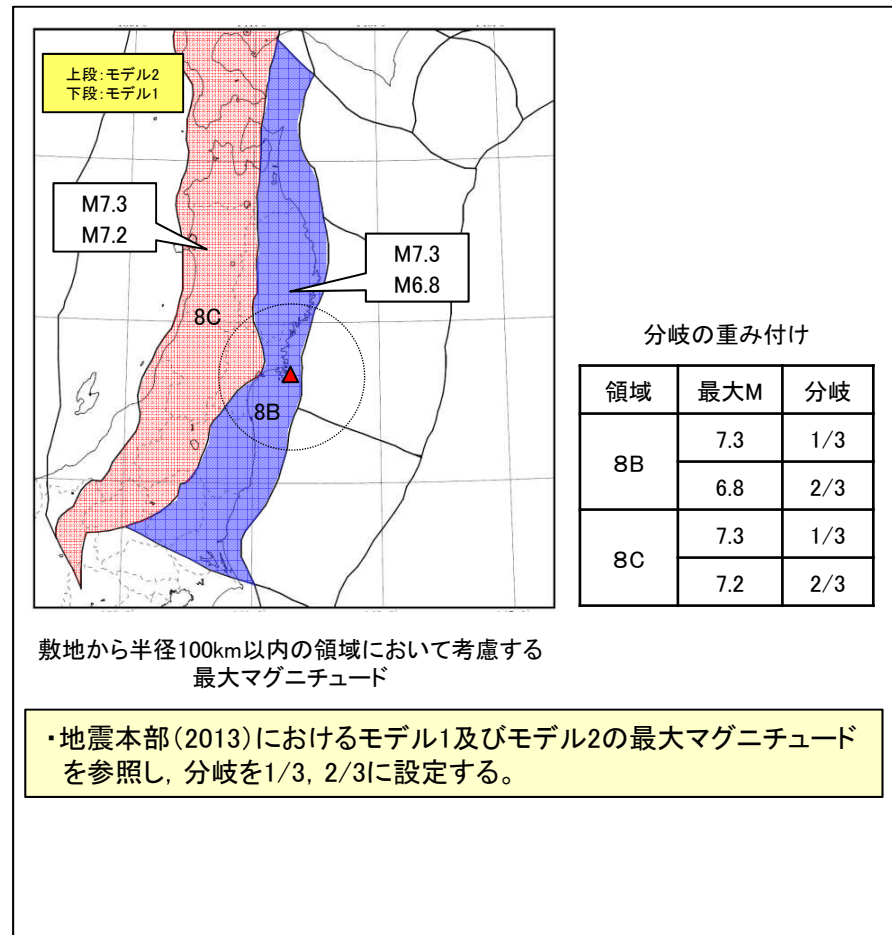 上段:モデル2
下段:モデル1
M7.3
M7.2
M7.3
M6.8
8C
8B
分岐の重み付け
領域 最大M 分岐
8B 7.3 1/3
6.8 2/3
8C 7.3 1/3
7.2 2/3
敷地から半径100km以内の領域において考慮する
最大マグニチュード
・地震本部(2013)におけるモデル1及びモデル2の最大マグニチュード
を参照し, 分岐を1/3, 2/3に設定する。